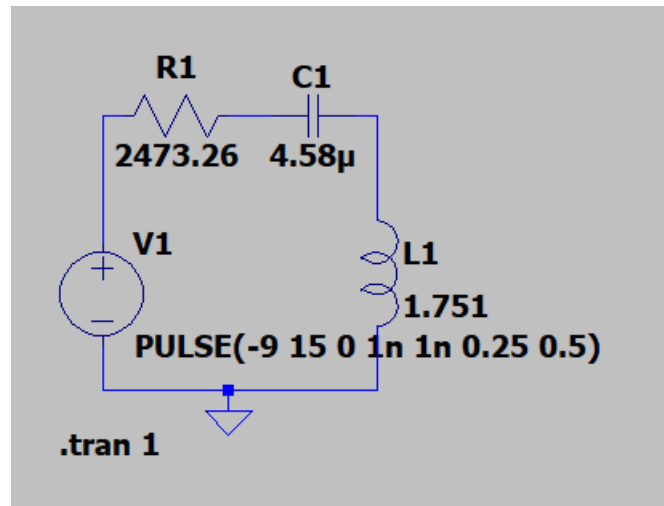 R1
C1
2473.26
4.58µ
V1
L1
1.751
PULSE(-9 15 0 1n 1n 0.25 0.5)
.tran 1